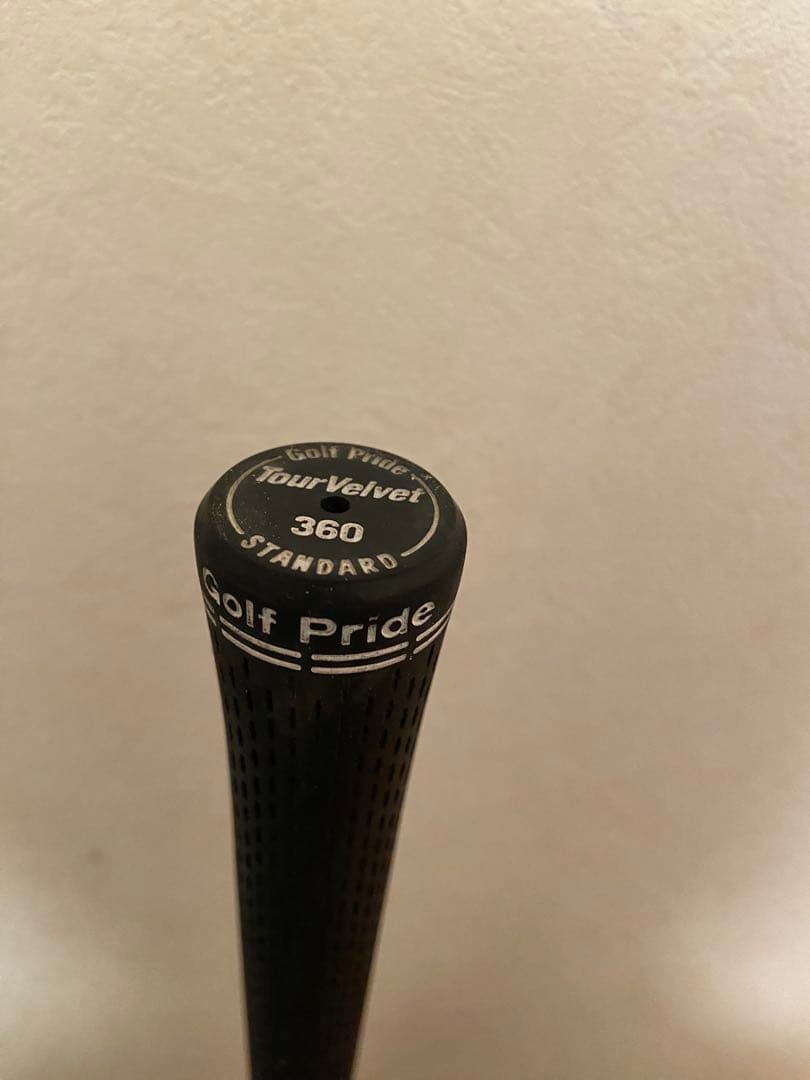 Golf Pride
TourVelvet
360
STANDARD
Golf Pride